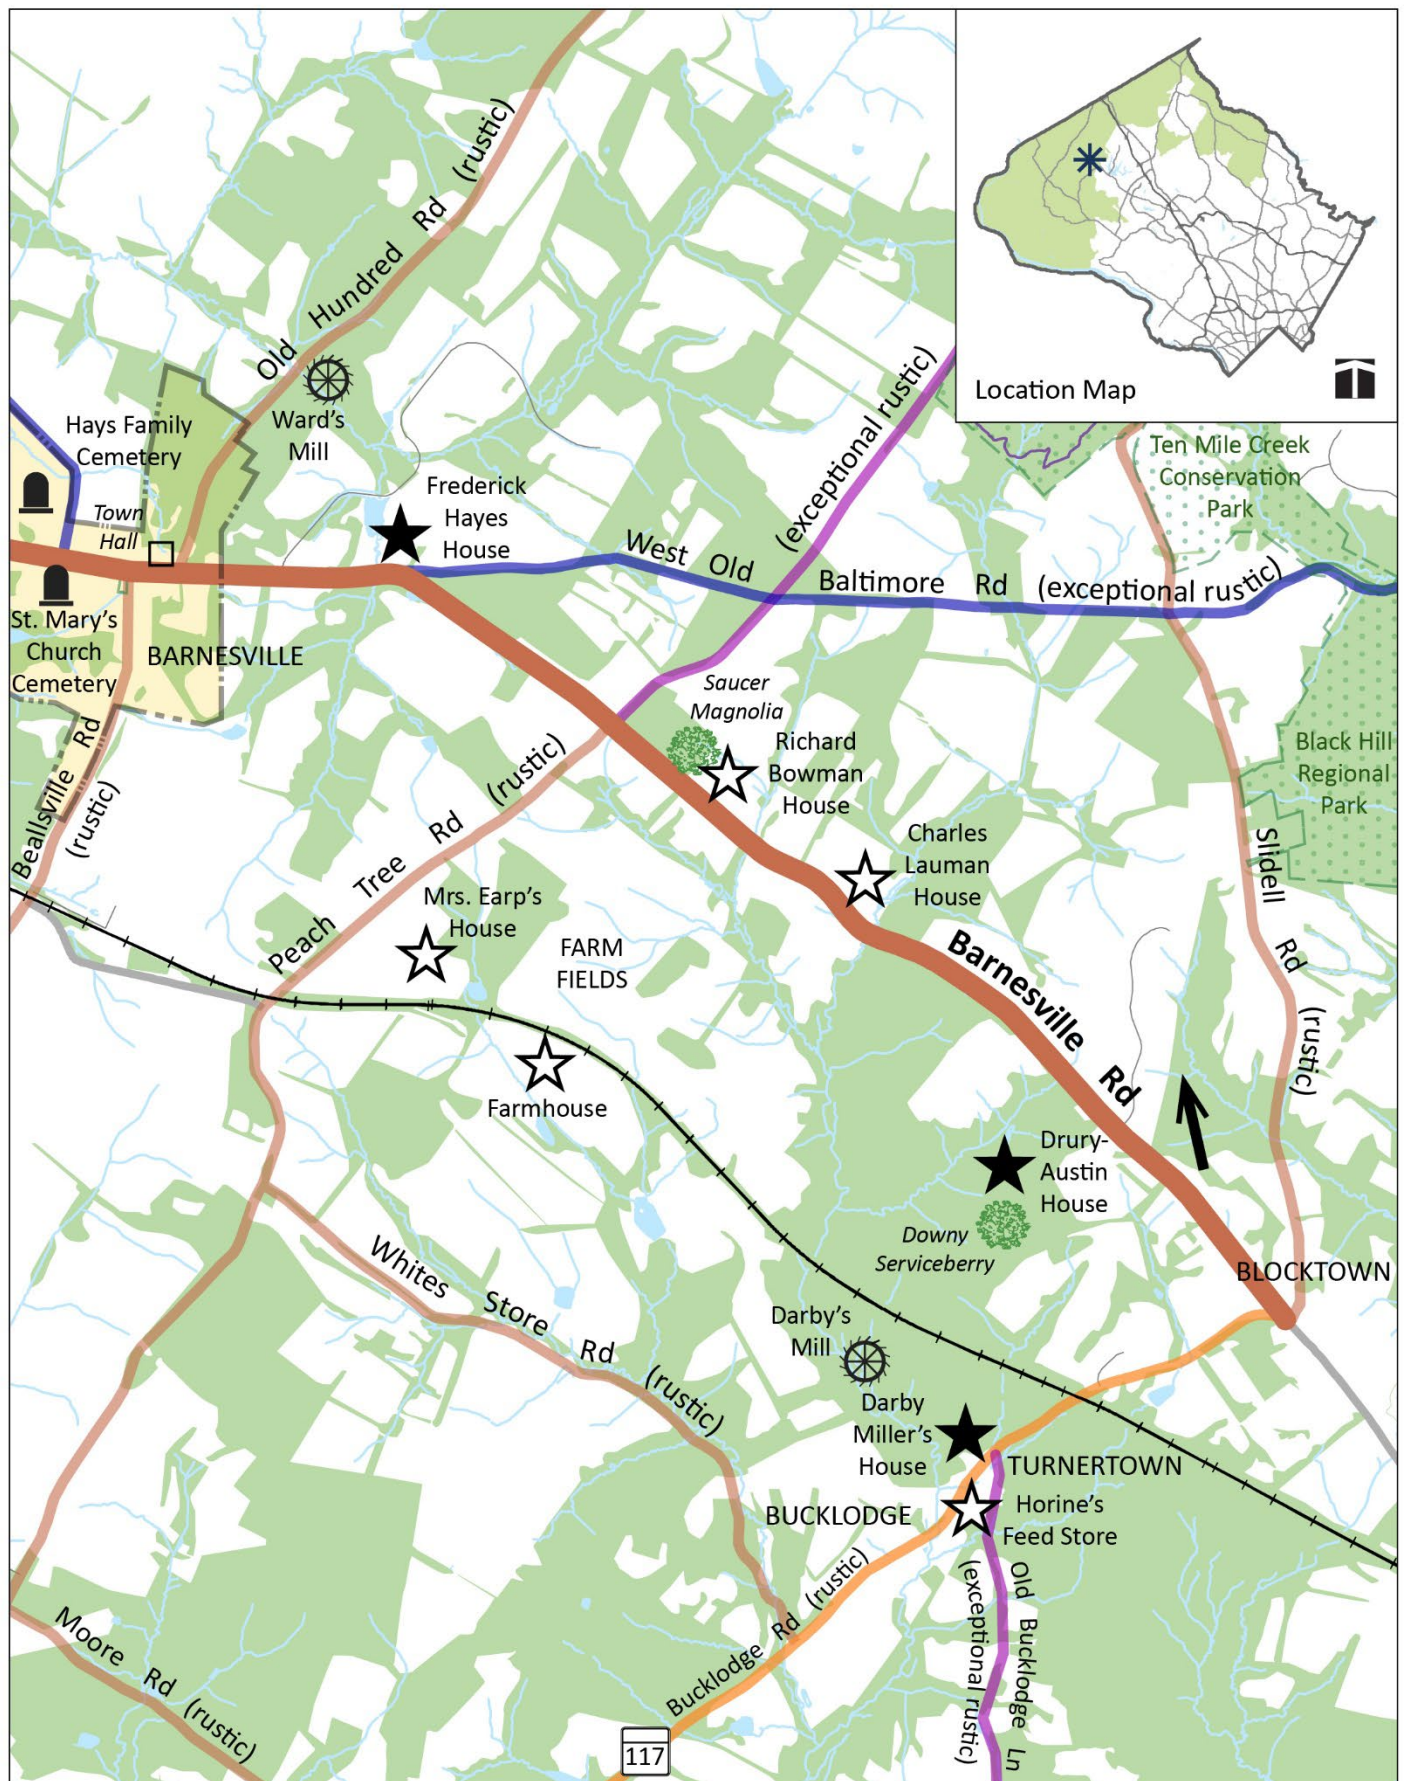 Location Map
Old Hundred Rd (rustic)
Ward's
Mill
Hays Family
Cemetery
Town
Hall
Frederick
Hayes
House
(exceptional rustic)
Ten Mile Creek
Conservation
Park
West Old Baltimore Rd (exceptional rustic)
St. Mary's
Church
Cemetery
BARNESVILLE
Saucer
Magnolia
Richard
Bowman
House
Black Hill
Regional
Park
Beallsville Rd
(rustic)
Peach Tree Rd (rustic)
Charles
Lauman
House
Slidell Rd (rustic)
Mrs. Earp's
House
FARM
FIELDS
Barnesville Rd
Farmhouse
Drury-
Austin
House
Downy
Serviceberry
BLOCKTOWN
Whites Store Rd (rustic)
Darby's
Mill
Darby
Miller's
House
TURNERTOWN
BUCKLODGE
Horine's
Feed Store
Bucklodge Rd (rustic)
Old Bucklodge Ln
(exceptional rustic)
Moore Rd (rustic)
117